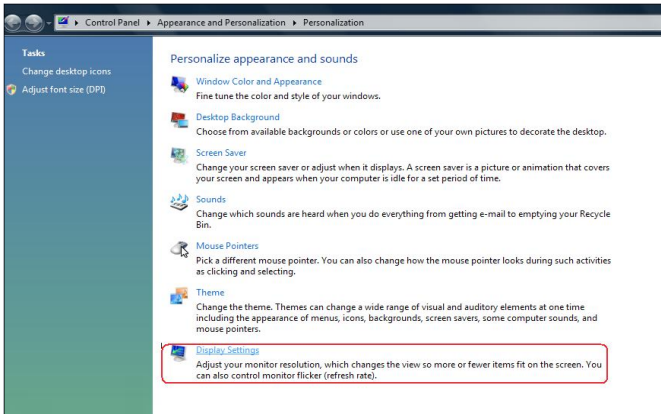 Control Panel ▸ Appearance and Personalization ▸ Personalization
Tasks
Change desktop icons
Adjust font size (DPI)
Personalize appearance and sounds
Window Color and Appearance
Fine tune the color and style of your windows.
Desktop Background
Choose from available backgrounds or colors or use one of your own pictures to decorate the desktop.
Screen Saver
Change your screen saver or adjust when it displays. A screen saver is a picture or animation that covers
your screen and appears when your computer is idle for a set period of time.
Sounds
Change which sounds are heard when you do everything from getting e-mail to emptying your Recycle
Bin.
Mouse Pointers
Pick a different mouse pointer. You can also change how the mouse pointer looks during such activities
as clicking and selecting.
Theme
Change the theme. Themes can change a wide range of visual and auditory elements at one time
including the appearance of menus, icons, backgrounds, screen savers, some computer sounds, and
mouse pointers.
Display Settings
Adjust your monitor resolution, which changes the view so more or fewer items fit on the screen. You
can also control monitor flicker (refresh rate).